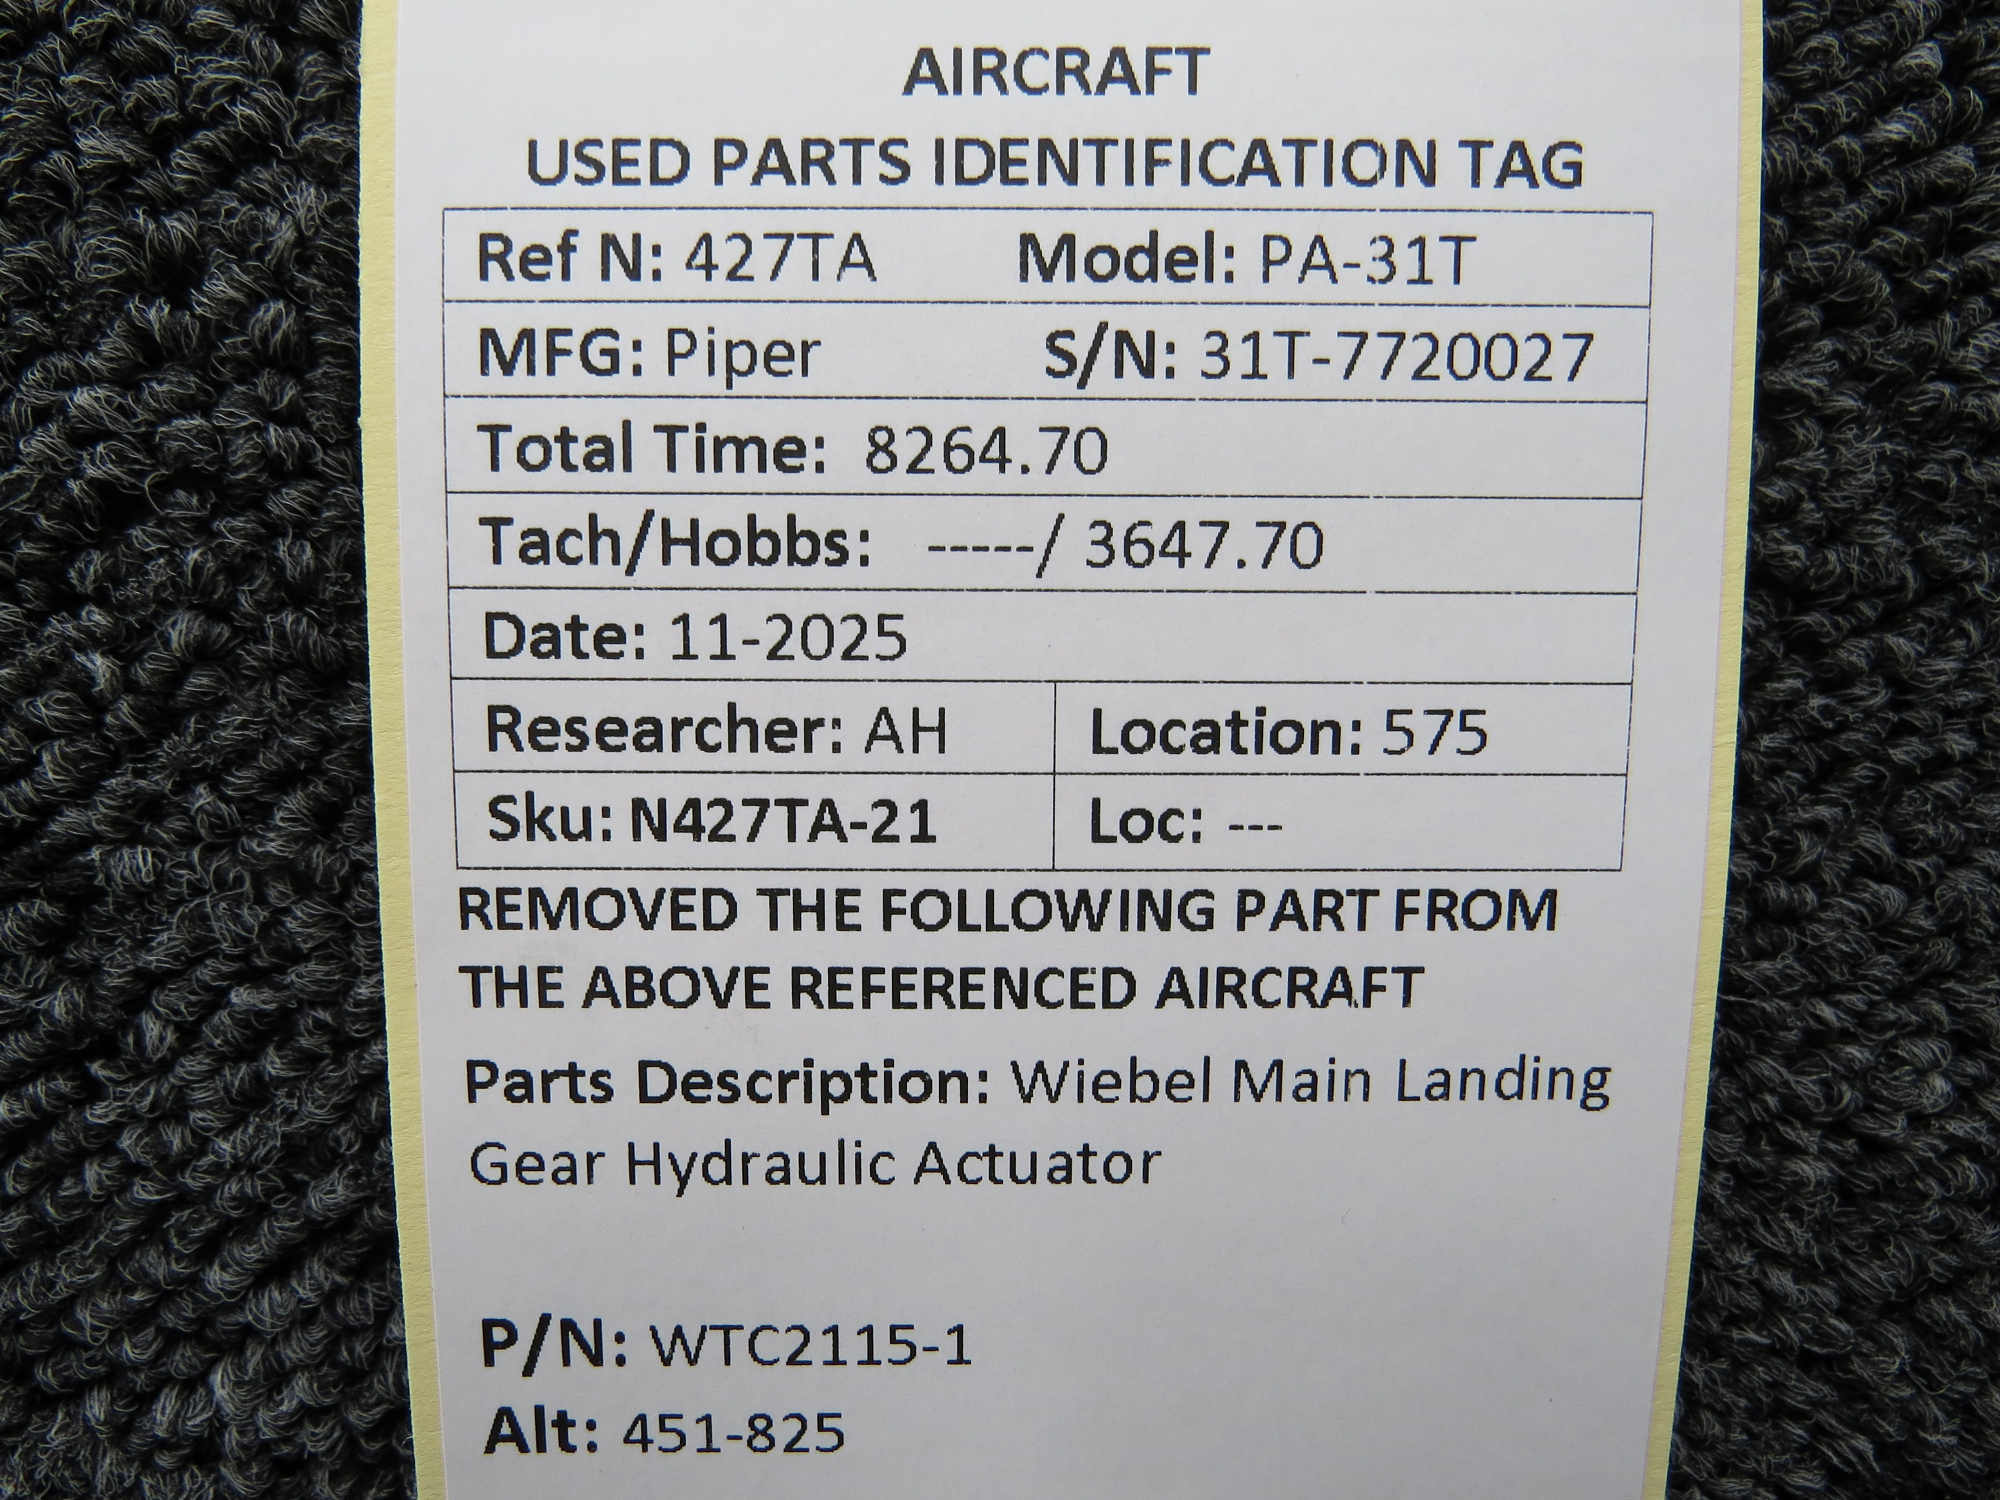 AIRCRAFT
USED PARTS IDENTIFICATION TAG
Ref N: 427TA Model: PA-31T
MFG: Piper S/N: 31T-7720027
Total Time: 8264.70
Tach/Hobbs: -----/ 3647.70
Date: 11-2025
Researcher: AH Location: 575
Sku: N427TA-21 Loc: ---
REMOVED THE FOLLOWING PART FROM
THE ABOVE REFERENCED AIRCRAFT
Parts Description: Wiebel Main Landing
Gear Hydraulic Actuator
P/N: WTC2115-1
Alt: 451-825